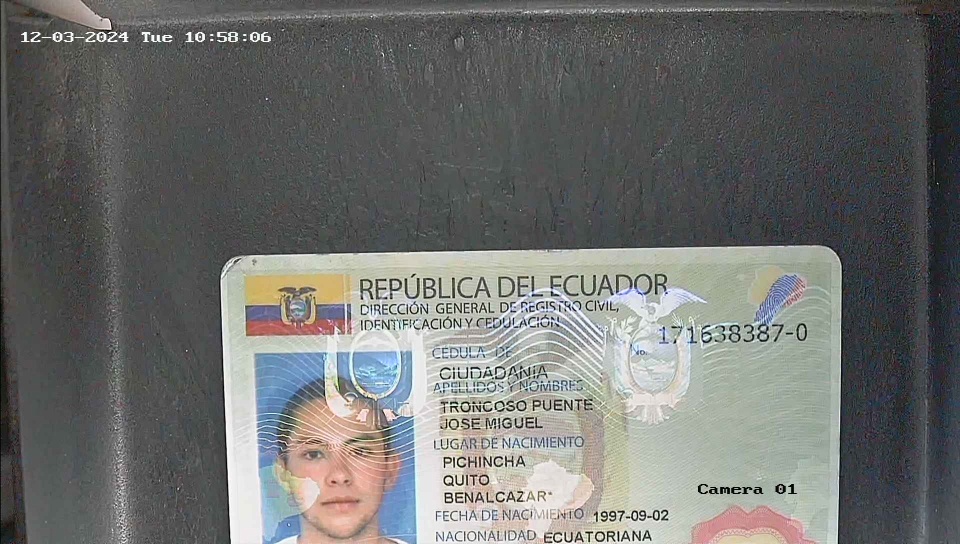 12-03-2024 Tue 10:58:06
REPÚBLICA DEL ECUADOR
DIRECCIÓN GENERAL DE REGISTRO CIVIL,
IDENTIFICACIÓN Y CEDULACIÓN
No. 171638387-0
CÉDULA DE
CIUDADANÍA
APELLIDOS Y NOMBRES
TRONCOSO PUENTE
JOSE MIGUEL
LUGAR DE NACIMIENTO
PICHINCHA
QUITO
BENALCAZAR*
Camera 01
FECHA DE NACIMIENTO 1997-09-02
NACIONALIDAD ECUATORIANA